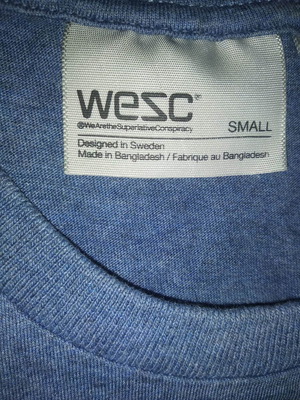 wesc®
@WeAretheSuperlativeConspiracy
SMALL
Designed in Sweden
Made in Bangladesh / Fabrique au Bangladesh